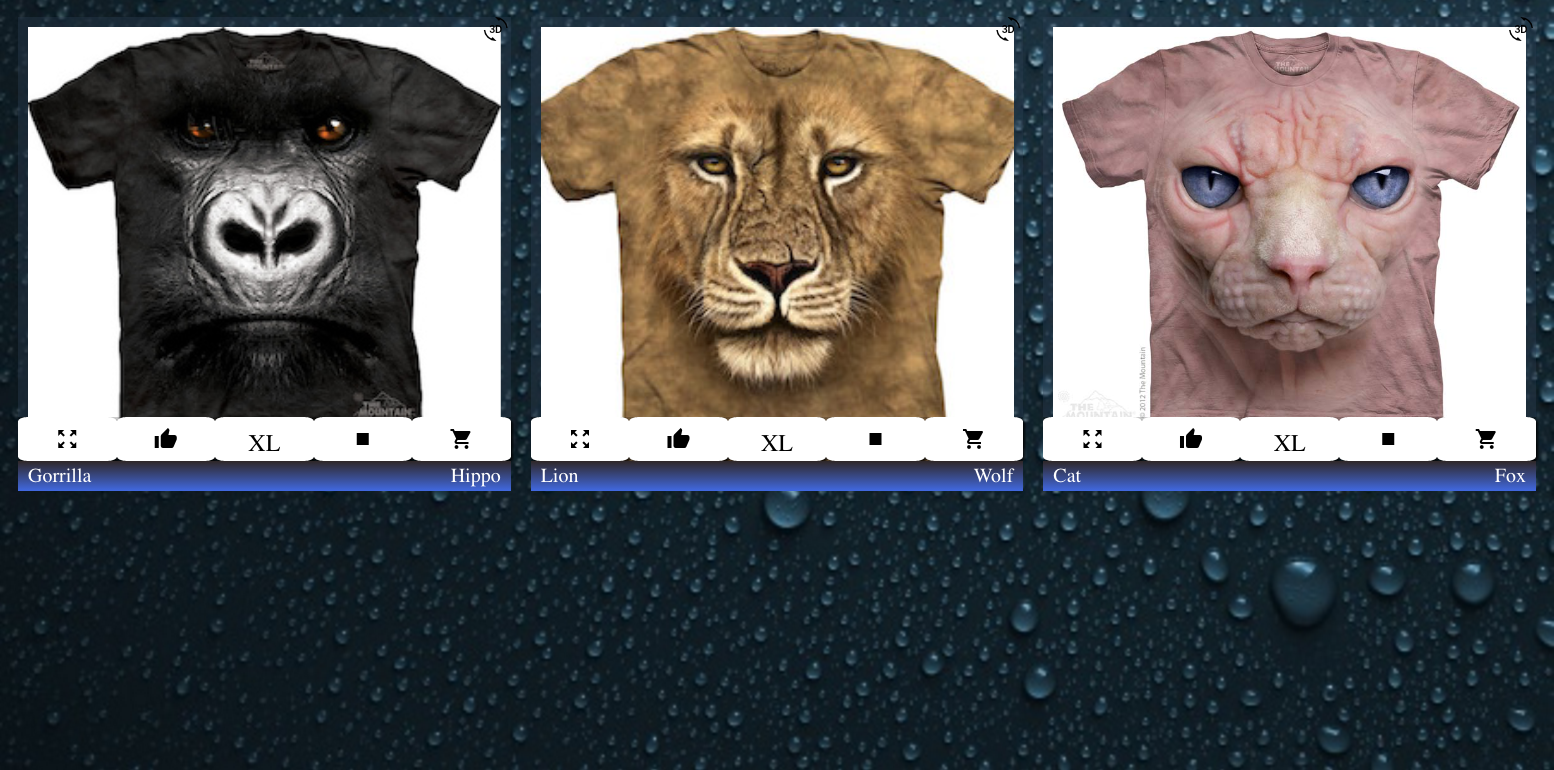 3D
3D
3D
THE
MOUNTAIN
THE
MOUNTAIN
THE
MOUNTAIN
THE
MOUNTAIN
© 2012 The Mountain
XL
XL
XL
Gorrilla
Hippo
Lion
Wolf
Cat
Fox